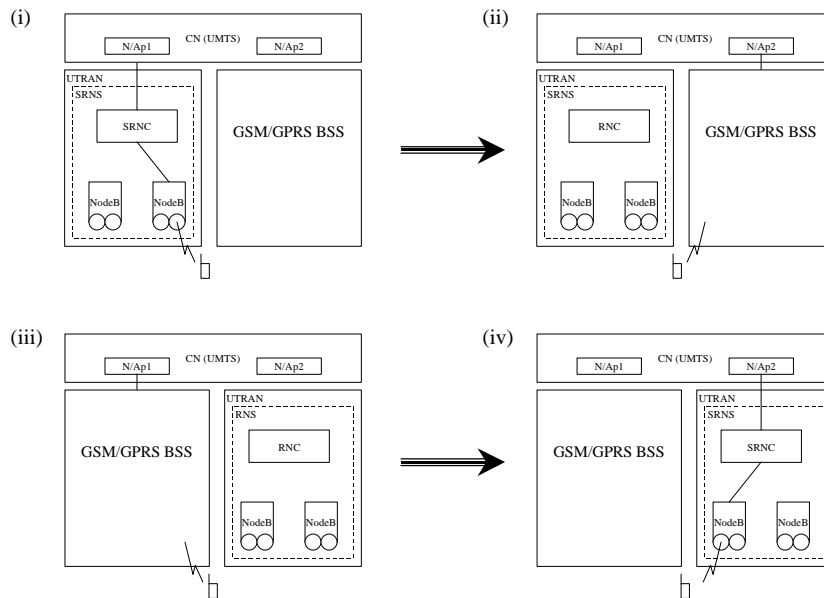 (i)
N/Ap1 CN (UMTS) N/Ap2
UTRAN
SRNS
SRNC
GSM/GPRS BSS
NodeB NodeB
(ii)
N/Ap1 CN (UMTS) N/Ap2
UTRAN
SRNS
RNC
GSM/GPRS BSS
NodeB NodeB
(iii)
N/Ap1 CN (UMTS) N/Ap2
GSM/GPRS BSS
UTRAN
RNS
RNC
NodeB NodeB
(iv)
N/Ap1 CN (UMTS) N/Ap2
GSM/GPRS BSS
UTRAN
SRNS
SRNC
NodeB NodeB